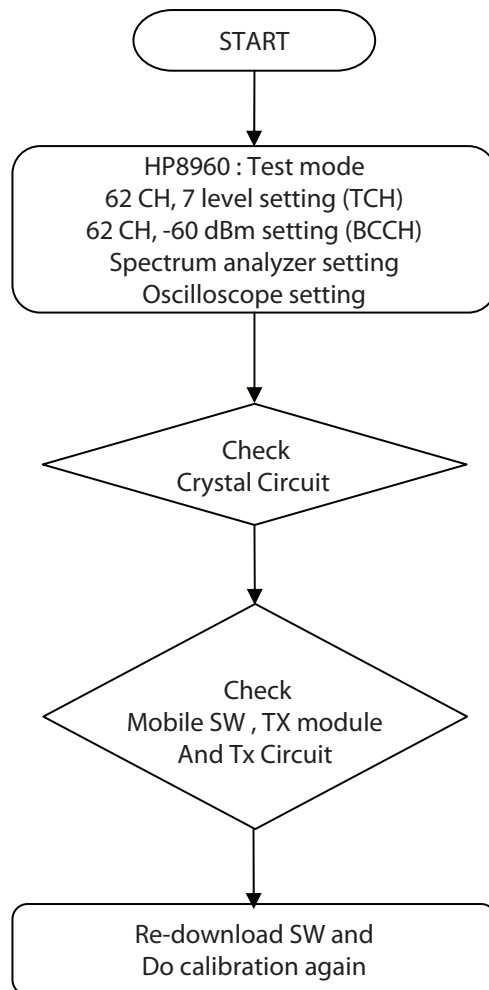 START
HP8960 : Test mode
62 CH, 7 level setting (TCH)
62 CH, -60 dBm setting (BCCH)
Spectrum analyzer setting
Oscilloscope setting
Check
Crystal Circuit
Check
Mobile SW , TX module
And Tx Circuit
Re-download SW and
Do calibration again